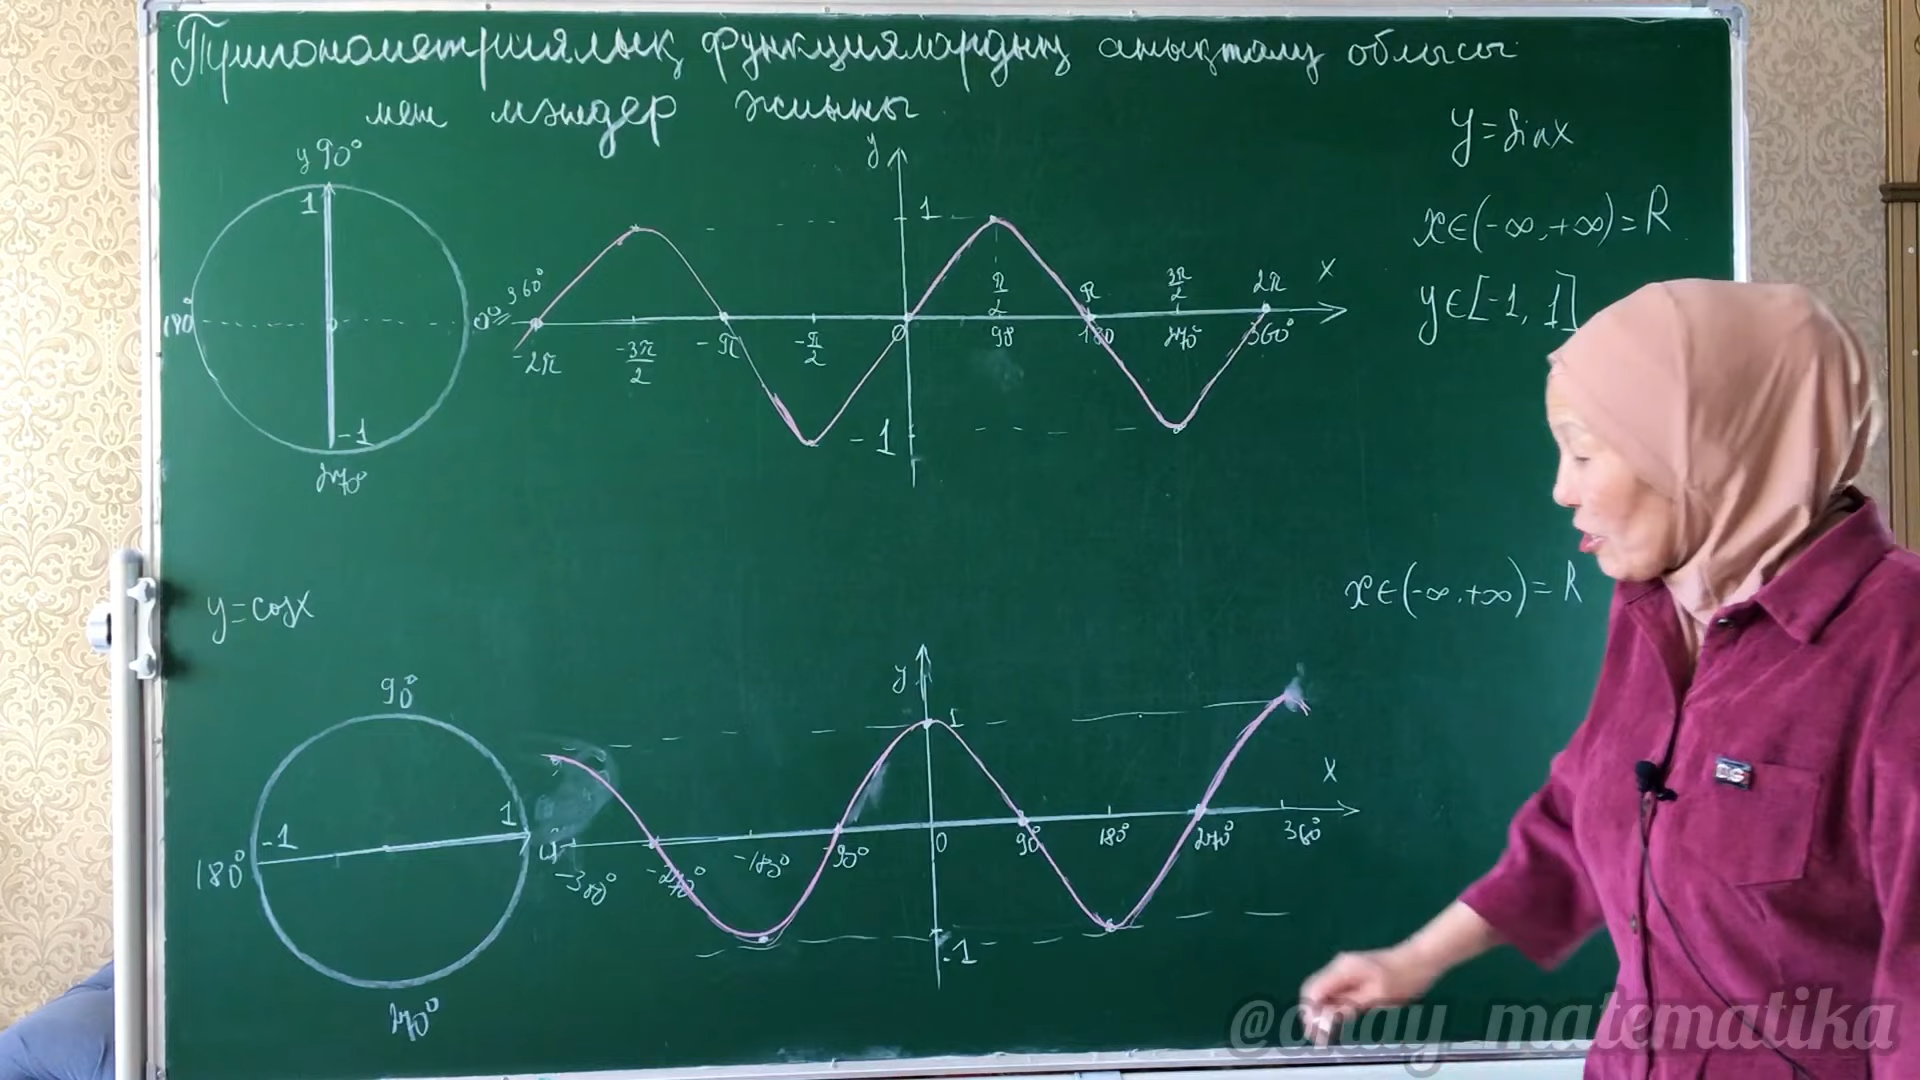 Тригонометриялық функциялардың анықталу облысы
мен мәндер жиыны
y = sin x
x∈(-∞, +∞) = R
y∈[-1, 1]
y 90°
1
180°
0° = 360°
-1
270°
y
1
x
π/2
π
3π/2
2π
-2π
-3π/2
-π
-π/2
0
90
180
270°
360°
-1
y = cos x
x∈(-∞, +∞) = R
90°
-1
1
180°
270°
y
1
x
-360°
-270°
-180°
-90°
0
90°
180°
270°
360°
-1
@onay_matematika